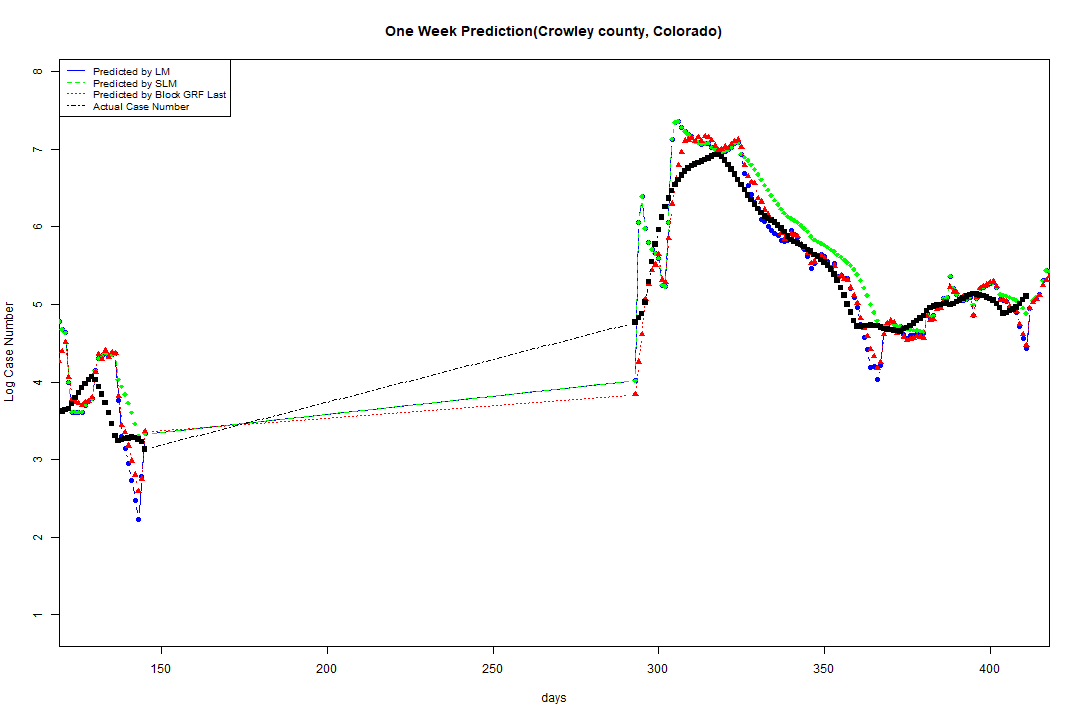 One Week Prediction(Crowley county, Colorado)
Predicted by LM
Predicted by SLM
Predicted by Block GRF Last
Actual Case Number
Log Case Number
8
7
6
5
4
3
2
1
150 200 250 300 350 400
days